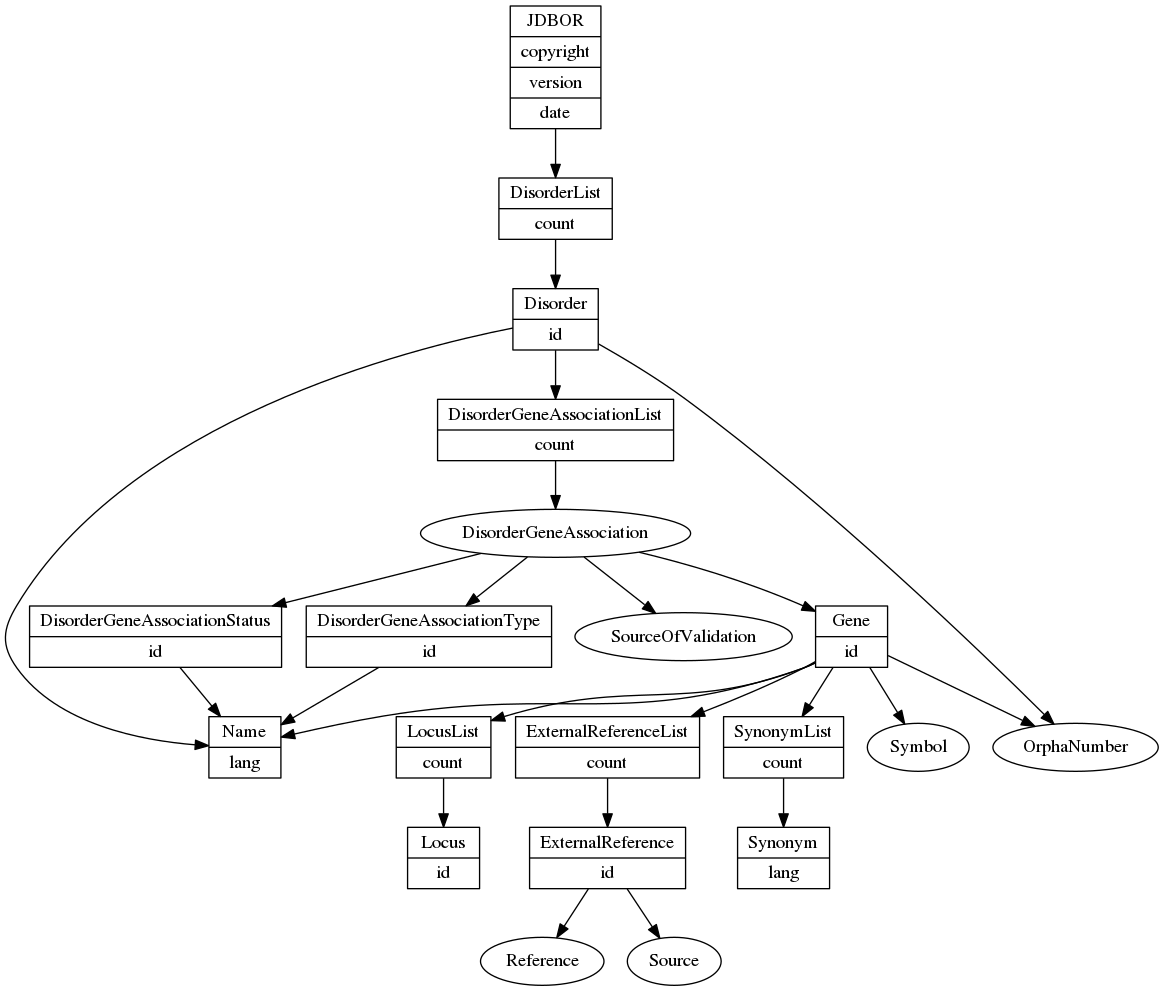 JDBOR
copyright
version
date
DisorderList
count
Disorder
id
DisorderGeneAssociationList
count
DisorderGeneAssociation
DisorderGeneAssociationStatus
id
DisorderGeneAssociationType
id
SourceOfValidation
Gene
id
Name
lang
LocusList
count
ExternalReferenceList
count
SynonymList
count
Symbol
OrphaNumber
Locus
id
ExternalReference
id
Synonym
lang
Reference
Source